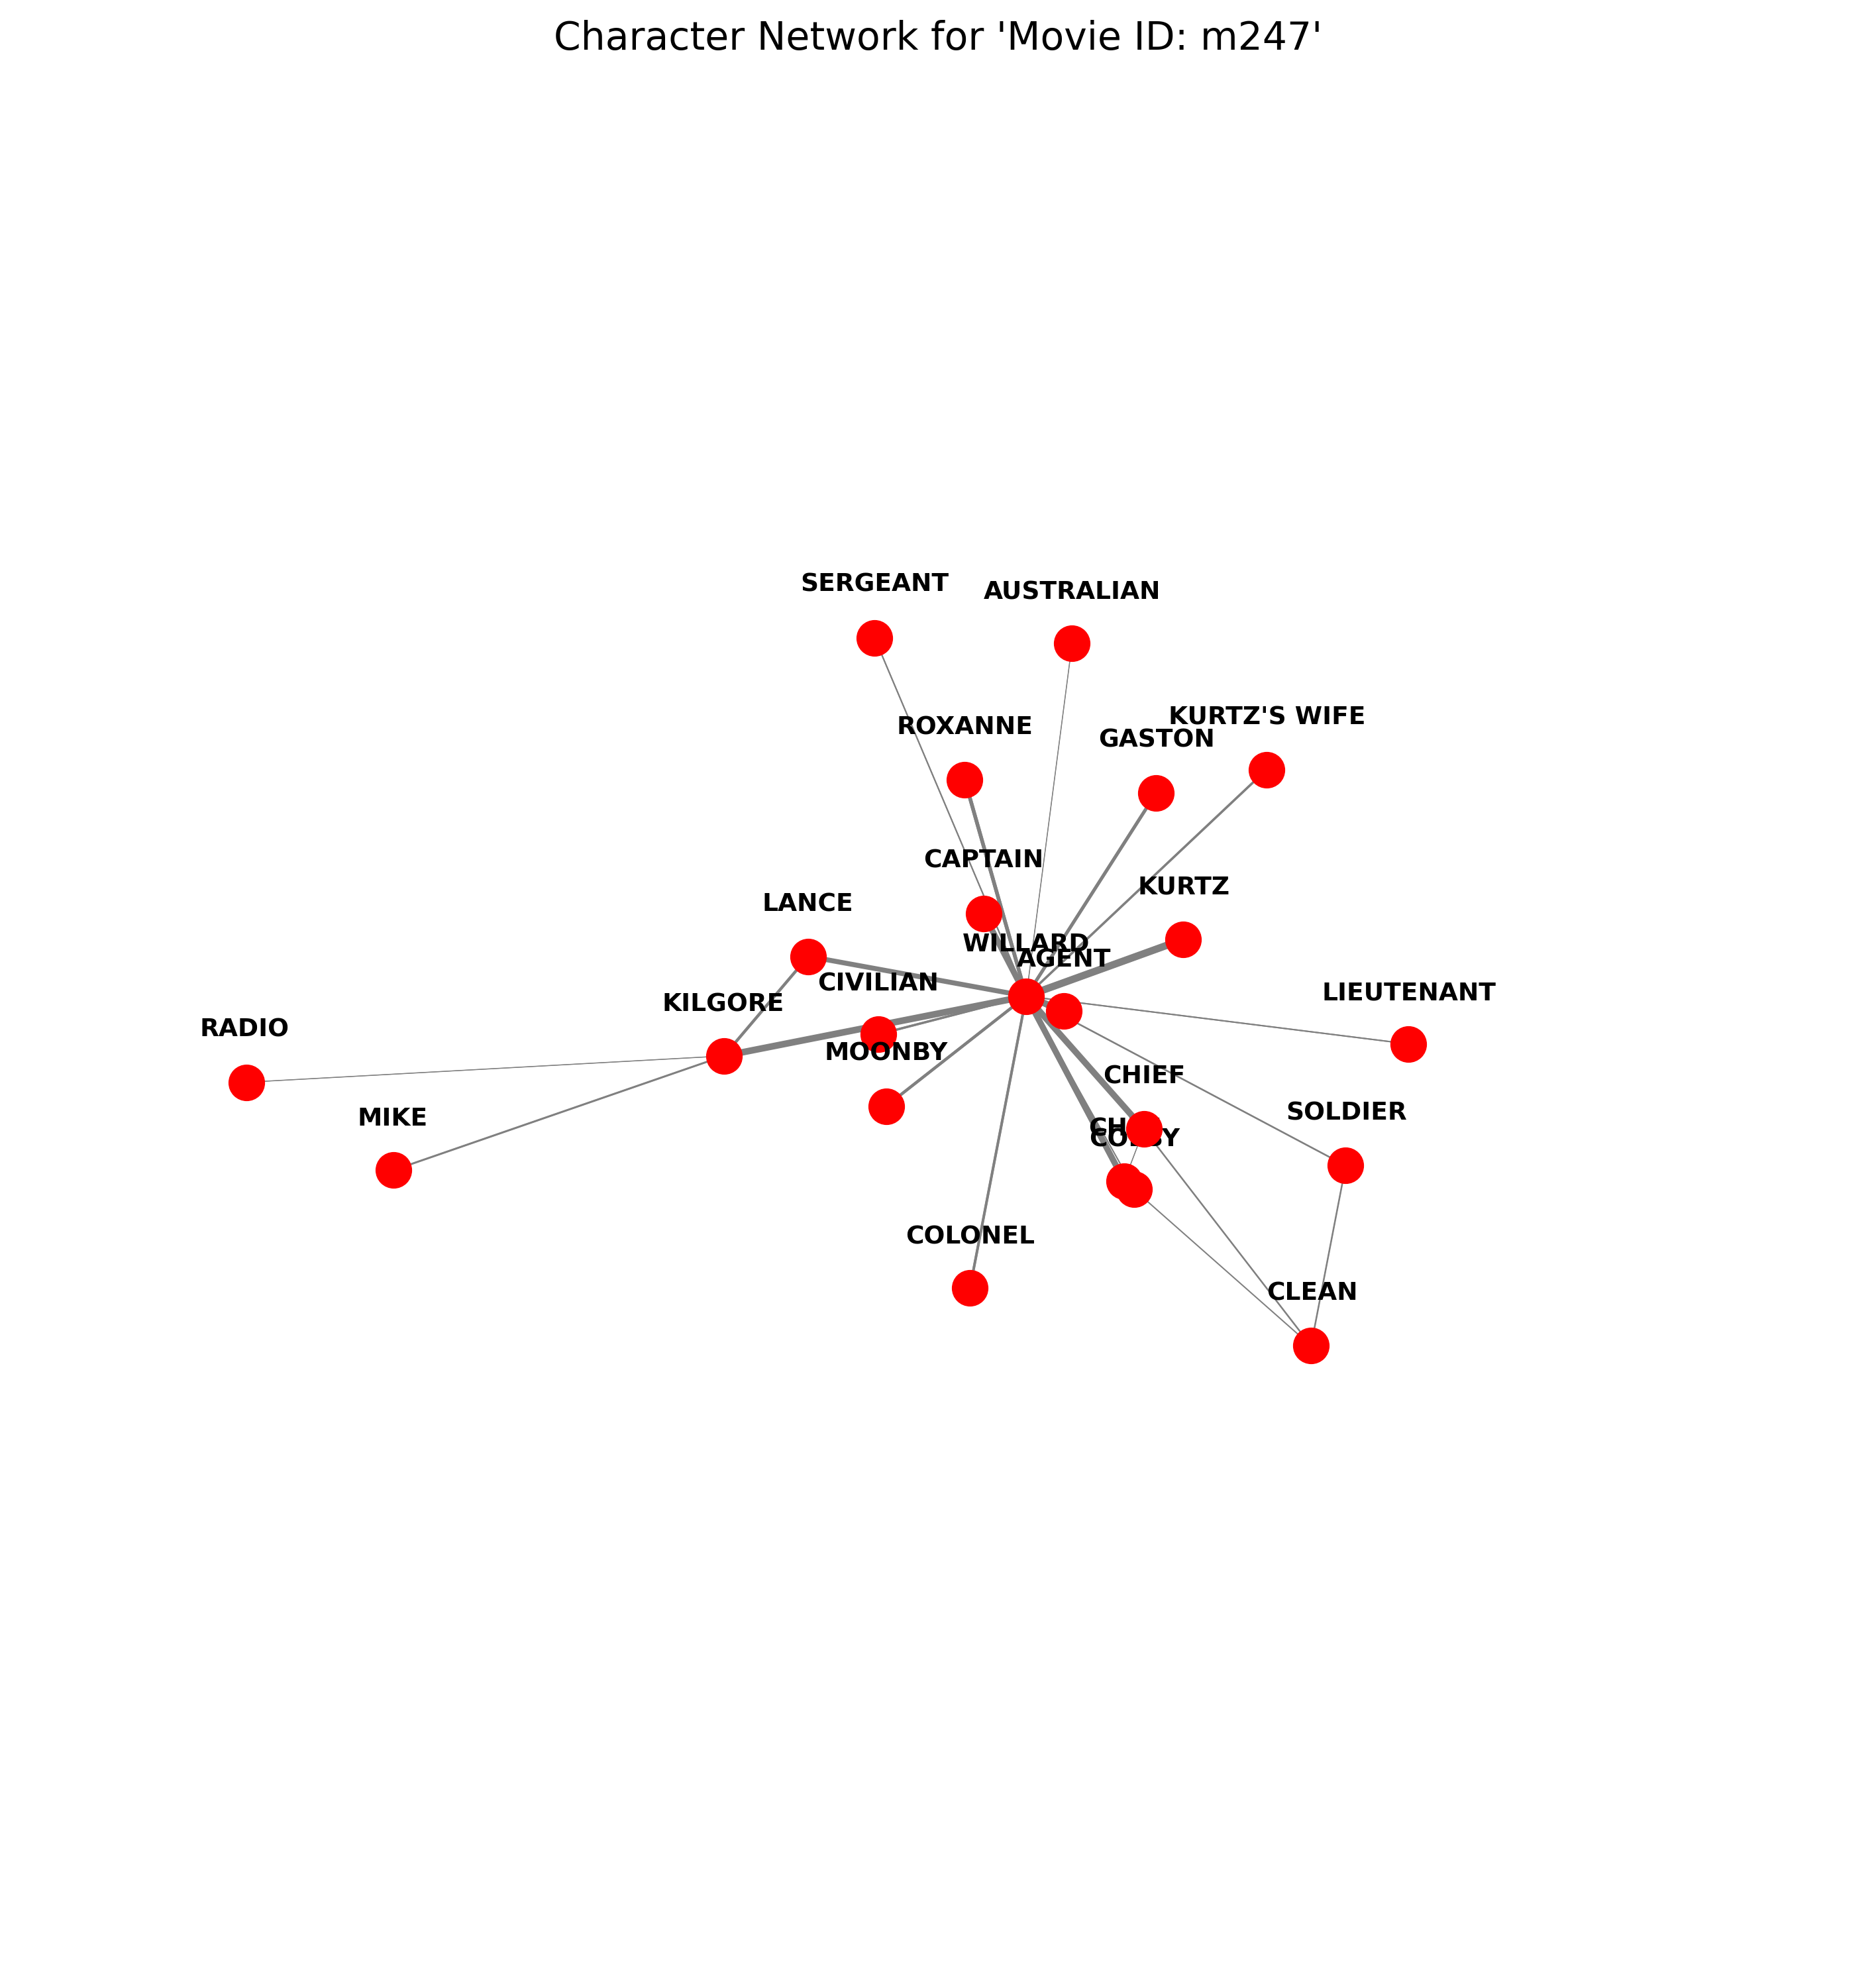 Character Network for 'Movie ID: m247'
SERGEANT
AUSTRALIAN
ROXANNE
KURTZ'S WIFE
GASTON
CAPTAIN
KURTZ
LANCE
WILLARD
AGENT
CIVILIAN
LIEUTENANT
KILGORE
RADIO
MOONBY
CHIEF
SOLDIER
MIKE
COLBY
COLONEL
CLEAN